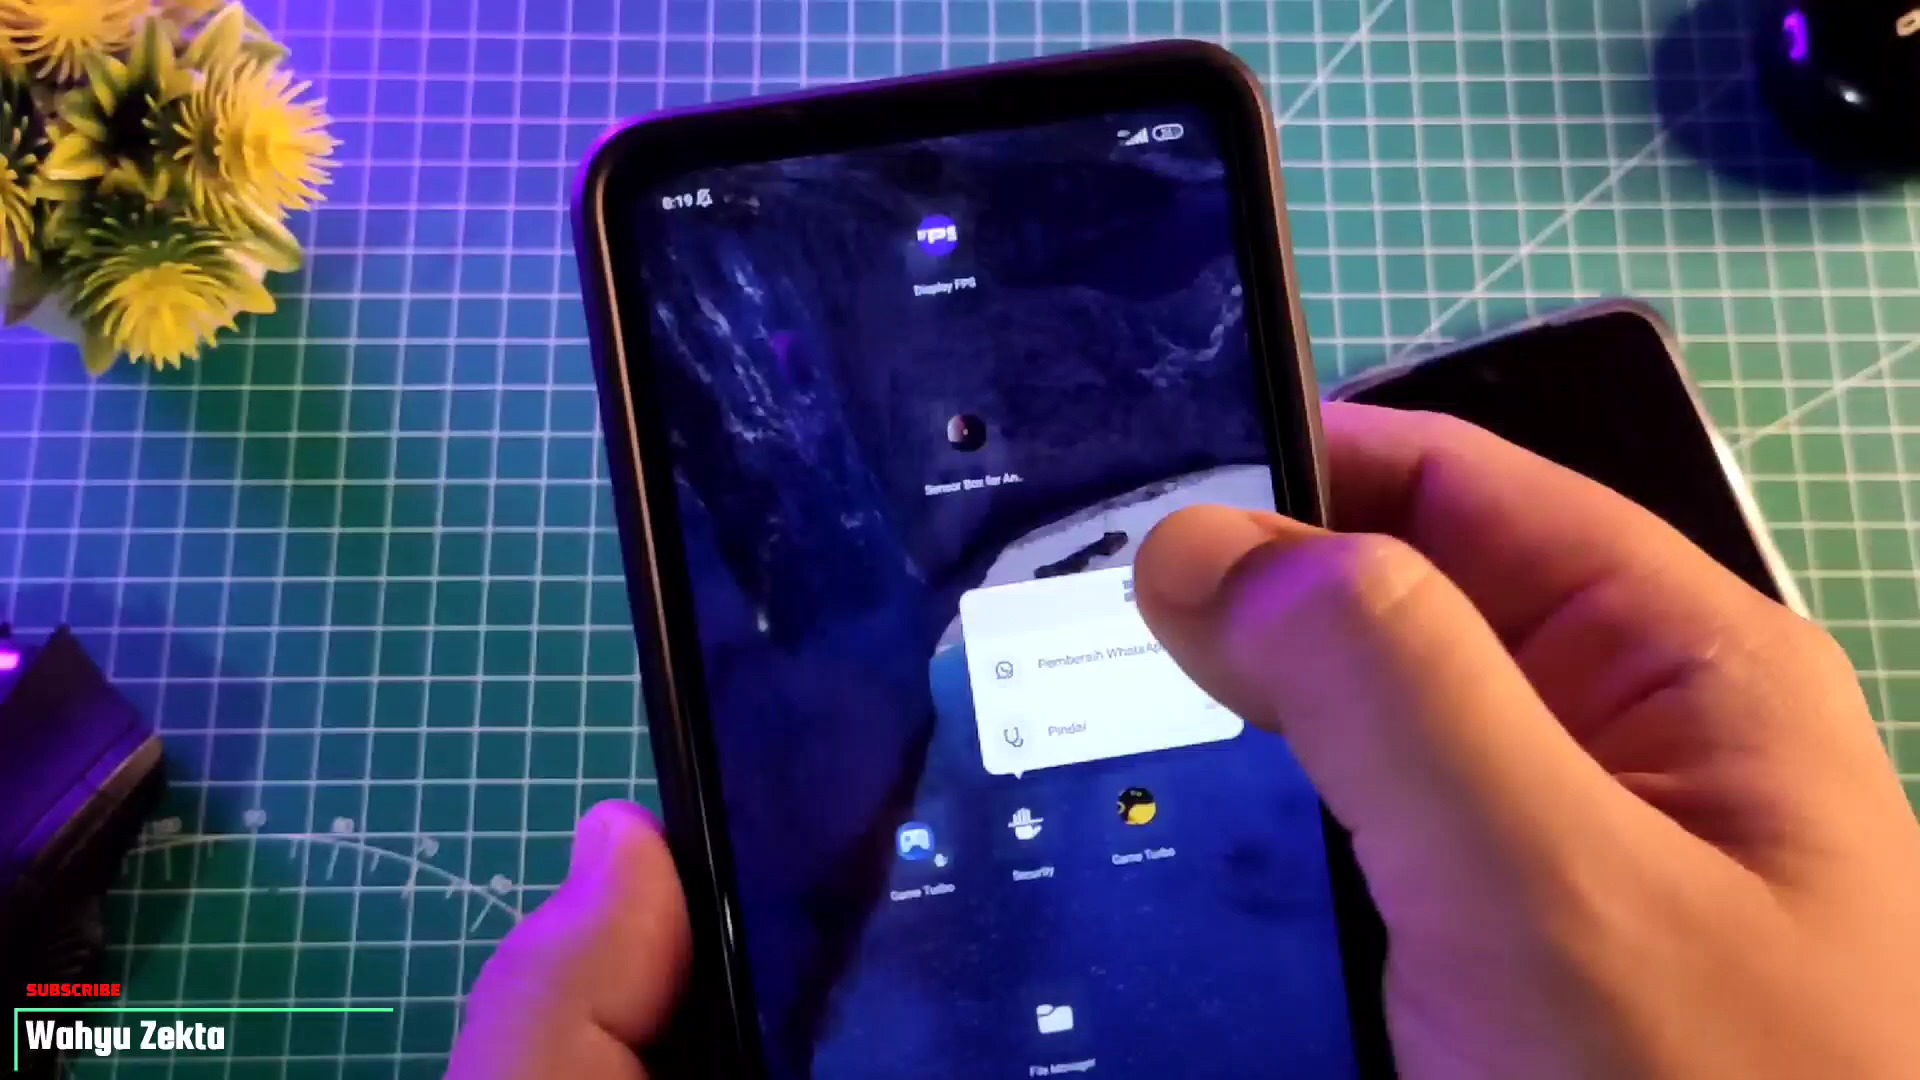 8:19
FPS
Display FPS
Sensor Box for An..
Pembersih WhatsAp
Pindai
Game Turbo
Security
Game Turbo
File Manager
SUBSCRIBE
Wahyu Zekta